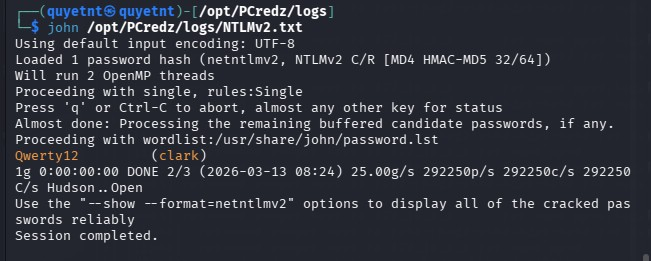 ┌──(quyetnt㉿quyetnt)-[/opt/PCredz/logs]
└─$ john /opt/PCredz/logs/NTLMv2.txt
Using default input encoding: UTF-8
Loaded 1 password hash (netntlmv2, NTLMv2 C/R [MD4 HMAC-MD5 32/64])
Will run 2 OpenMP threads
Proceeding with single, rules:Single
Press 'q' or Ctrl-C to abort, almost any other key for status
Almost done: Processing the remaining buffered candidate passwords, if any.
Proceeding with wordlist:/usr/share/john/password.lst
Qwerty12         (clark)
1g 0:00:00:00 DONE 2/3 (2026-03-13 08:24) 25.00g/s 292250p/s 292250c/s 292250
C/s Hudson..Open
Use the "--show --format=netntlmv2" options to display all of the cracked pas
swords reliably
Session completed.